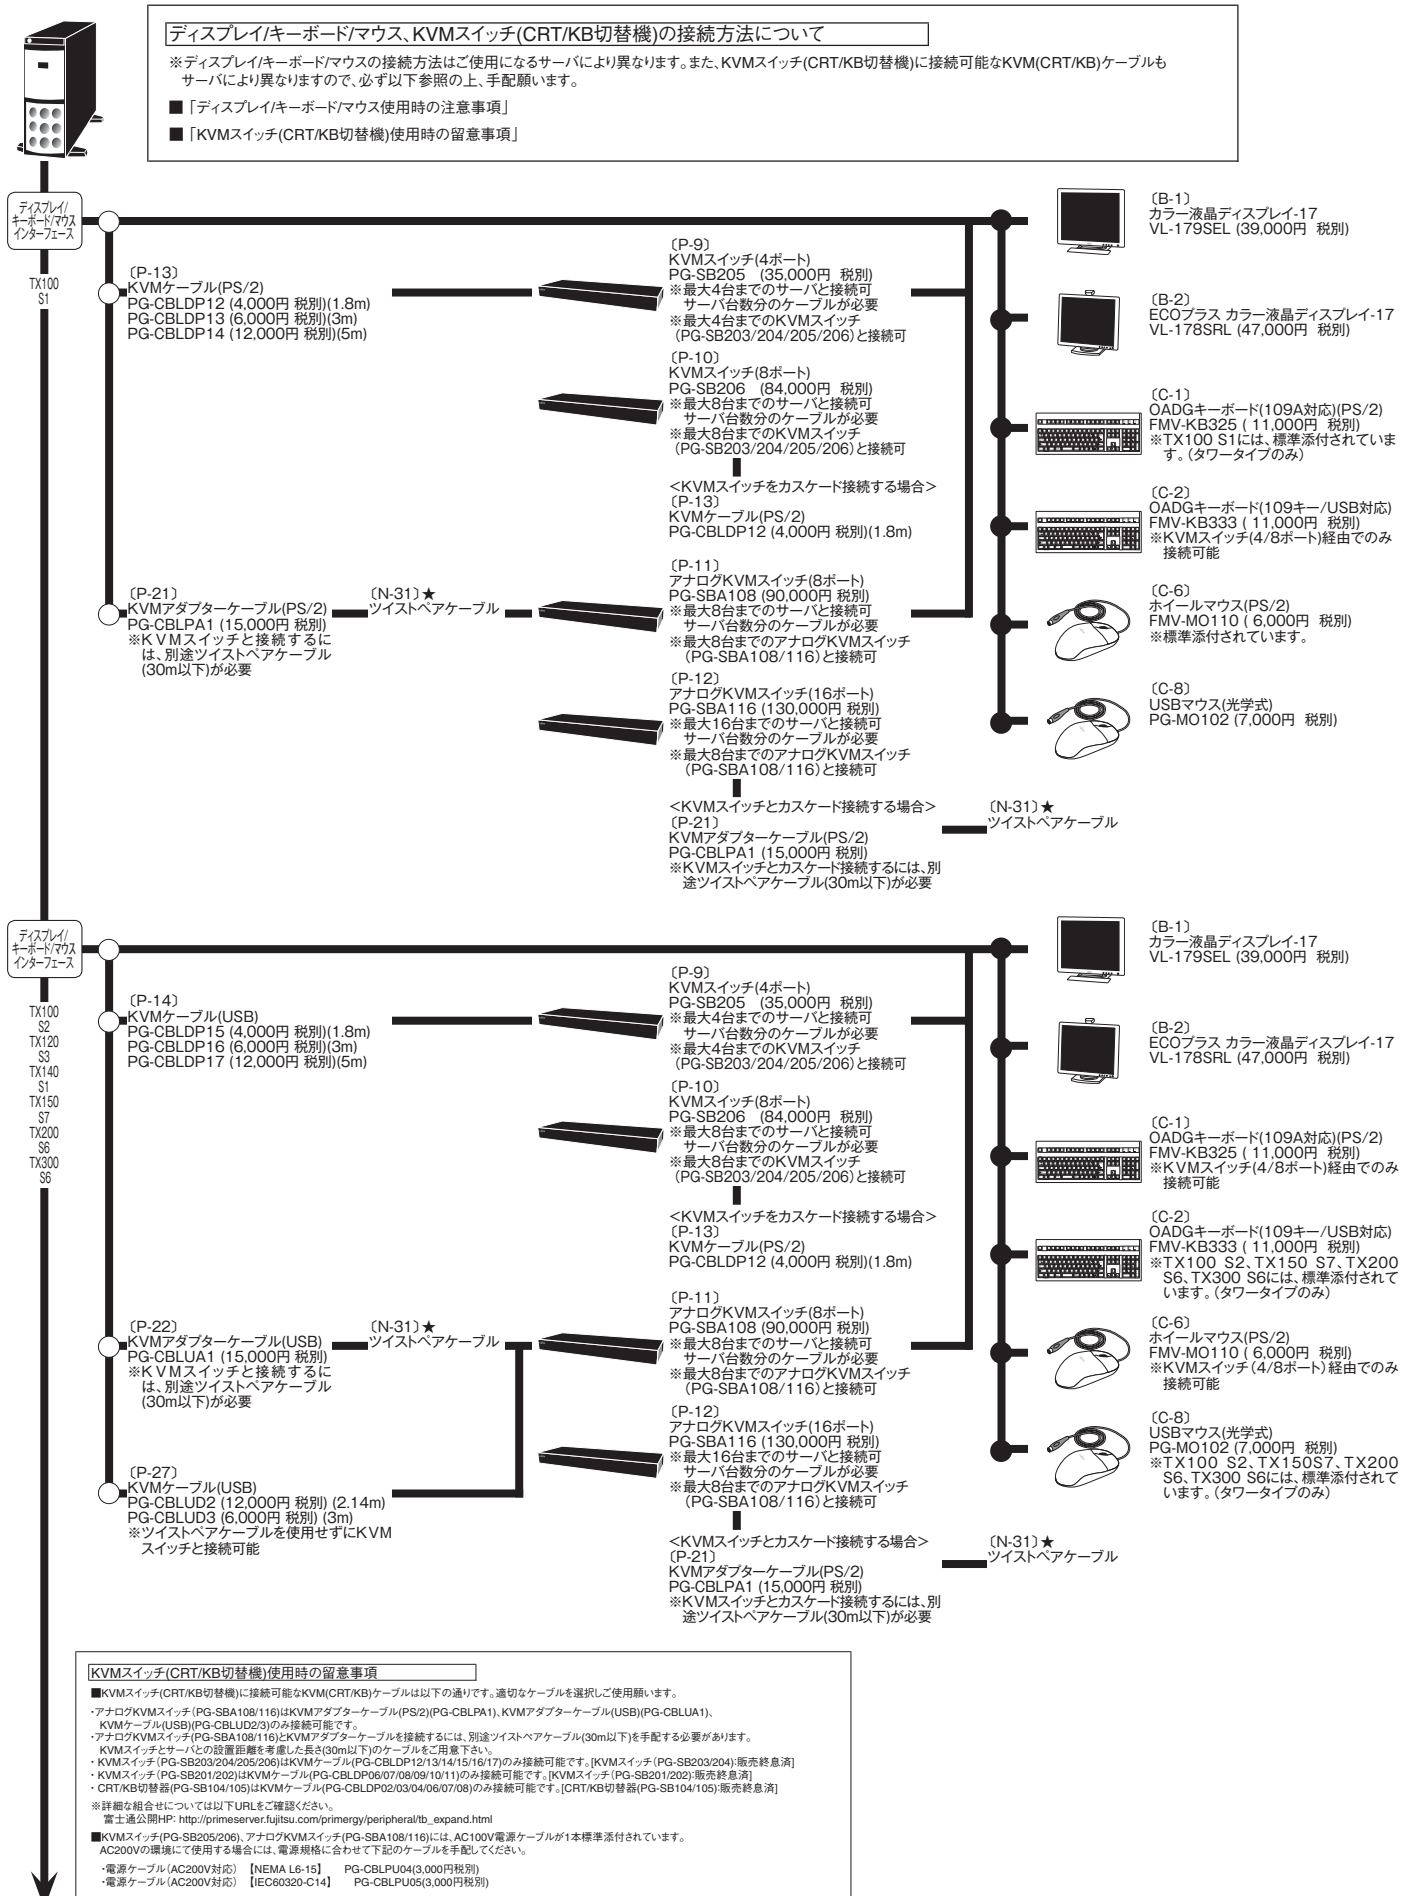 ディスプレイ/キーボード/マウス、KVMスイッチ(CRT/KB切替機)の接続方法について
※ディスプレイ/キーボード/マウスの接続方法はご使用になるサーバにより異なります。また、KVMスイッチ(CRT/KB切替機)に接続可能なKVM(CRT/KB)ケーブルも
サーバにより異なりますので、必ず以下参照の上、手配願います。
■「ディスプレイ/キーボード/マウス使用時の注意事項」
■「KVMスイッチ(CRT/KB切替機)使用時の留意事項」
ディスプレイ/
キーボード/マウス
インターフェース
TX100
S1
〔P-13〕
KVMケーブル(PS/2)
PG-CBLDP12 (4,000円 税別)(1.8m)
PG-CBLDP13 (6,000円 税別)(3m)
PG-CBLDP14 (12,000円 税別)(5m)
〔P-21〕
KVMアダプターケーブル(PS/2)
PG-CBLPA1 (15,000円 税別)
※KVMスイッチと接続するに
は、別途ツイストペアケーブル
(30m以下)が必要
〔N-31〕★
ツイストペアケーブル
〔P-9〕
KVMスイッチ(4ポート)
PG-SB205 (35,000円 税別)
※最大4台までのサーバと接続可
サーバ台数分のケーブルが必要
※最大4台までのKVMスイッチ
(PG-SB203/204/205/206)と接続可
〔P-10〕
KVMスイッチ(8ポート)
PG-SB206 (84,000円 税別)
※最大8台までのサーバと接続可
サーバ台数分のケーブルが必要
※最大8台までのKVMスイッチ
(PG-SB203/204/205/206)と接続可
<KVMスイッチをカスケード接続する場合>
〔P-13〕
KVMケーブル(PS/2)
PG-CBLDP12 (4,000円 税別)(1.8m)
〔P-11〕
アナログKVMスイッチ(8ポート)
PG-SBA108 (90,000円 税別)
※最大8台までのサーバと接続可
サーバ台数分のケーブルが必要
※最大8台までのアナログKVMスイッチ
(PG-SBA108/116)と接続可
〔P-12〕
アナログKVMスイッチ(16ポート)
PG-SBA116 (130,000円 税別)
※最大16台までのサーバと接続可
サーバ台数分のケーブルが必要
※最大8台までのアナログKVMスイッチ
(PG-SBA108/116)と接続可
<KVMスイッチとカスケード接続する場合>
〔P-21〕
KVMアダプターケーブル(PS/2)
PG-CBLPA1 (15,000円 税別)
※KVMスイッチとカスケード接続するには、別
途ツイストペアケーブル(30m以下)が必要
〔N-31〕★
ツイストペアケーブル
〔B-1〕
カラー液晶ディスプレイ-17
VL-179SEL (39,000円 税別)
〔B-2〕
ECOプラス カラー液晶ディスプレイ-17
VL-178SRL (47,000円 税別)
〔C-1〕
OADGキーボード(109A対応)(PS/2)
FMV-KB325 ( 11,000円 税別)
※TX100 S1には、標準添付されていま
す。(タワータイプのみ)
〔C-2〕
OADGキーボード(109キー/USB対応)
FMV-KB333 ( 11,000円 税別)
※KVMスイッチ(4/8ポート)経由でのみ
接続可能
〔C-6〕
ホイールマウス(PS/2)
FMV-MO110 ( 6,000円 税別)
※標準添付されています。
〔C-8〕
USBマウス(光学式)
PG-MO102 (7,000円 税別)
ディスプレイ/
キーボード/マウス
インターフェース
TX100
S2
TX120
S3
TX140
S1
TX150
S7
TX200
S6
TX300
S6
〔P-14〕
KVMケーブル(USB)
PG-CBLDP15 (4,000円 税別)(1.8m)
PG-CBLDP16 (6,000円 税別)(3m)
PG-CBLDP17 (12,000円 税別)(5m)
〔P-22〕
KVMアダプターケーブル(USB)
PG-CBLUA1 (15,000円 税別)
※KVMスイッチと接続するに
は、別途ツイストペアケーブル
(30m以下)が必要
〔N-31〕★
ツイストペアケーブル
〔P-27〕
KVMケーブル(USB)
PG-CBLUD2 (12,000円 税別) (2.14m)
PG-CBLUD3 (6,000円 税別) (3m)
※ツイストペアケーブルを使用せずにKVM
スイッチと接続可能
〔P-9〕
KVMスイッチ(4ポート)
PG-SB205 (35,000円 税別)
※最大4台までのサーバと接続可
サーバ台数分のケーブルが必要
※最大4台までのKVMスイッチ
(PG-SB203/204/205/206)と接続可
〔P-10〕
KVMスイッチ(8ポート)
PG-SB206 (84,000円 税別)
※最大8台までのサーバと接続可
サーバ台数分のケーブルが必要
※最大8台までのKVMスイッチ
(PG-SB203/204/205/206)と接続可
<KVMスイッチをカスケード接続する場合>
〔P-13〕
KVMケーブル(PS/2)
PG-CBLDP12 (4,000円 税別)(1.8m)
〔P-11〕
アナログKVMスイッチ(8ポート)
PG-SBA108 (90,000円 税別)
※最大8台までのサーバと接続可
サーバ台数分のケーブルが必要
※最大8台までのアナログKVMスイッチ
(PG-SBA108/116)と接続可
〔P-12〕
アナログKVMスイッチ(16ポート)
PG-SBA116 (130,000円 税別)
※最大16台までのサーバと接続可
サーバ台数分のケーブルが必要
※最大8台までのアナログKVMスイッチ
(PG-SBA108/116)と接続可
<KVMスイッチとカスケード接続する場合>
〔P-21〕
KVMアダプターケーブル(PS/2)
PG-CBLPA1 (15,000円 税別)
※KVMスイッチとカスケード接続するには、別
途ツイストペアケーブル(30m以下)が必要
〔N-31〕★
ツイストペアケーブル
〔B-1〕
カラー液晶ディスプレイ-17
VL-179SEL (39,000円 税別)
〔B-2〕
ECOプラス カラー液晶ディスプレイ-17
VL-178SRL (47,000円 税別)
〔C-1〕
OADGキーボード(109A対応)(PS/2)
FMV-KB325 ( 11,000円 税別)
※KVMスイッチ(4/8ポート)経由でのみ
接続可能
〔C-2〕
OADGキーボード(109キー/USB対応)
FMV-KB333 ( 11,000円 税別)
※TX100 S2、TX150 S7、TX200
S6、TX300 S6には、標準添付されて
います。(タワータイプのみ)
〔C-6〕
ホイールマウス(PS/2)
FMV-MO110 ( 6,000円 税別)
※KVMスイッチ(4/8ポート)経由でのみ
接続可能
〔C-8〕
USBマウス(光学式)
PG-MO102 (7,000円 税別)
※TX100 S2、TX150S7、TX200
S6、TX300 S6には、標準添付されて
います。(タワータイプのみ)
KVMスイッチ(CRT/KB切替機)使用時の留意事項
■KVMスイッチ(CRT/KB切替機)に接続可能なKVM(CRT/KB)ケーブルは以下の通りです。適切なケーブルを選択しご使用願います。
・アナログKVMスイッチ(PG-SBA108/116)はKVMアダプターケーブル(PS/2)(PG-CBLPA1)、KVMアダプターケーブル(USB)(PG-CBLUA1)、
KVMケーブル(USB)(PG-CBLUD2/3)のみ接続可能です。
・アナログKVMスイッチ(PG-SBA108/116)とKVMアダプターケーブルを接続するには、別途ツイストペアケーブル(30m以下)を手配する必要があります。
KVMスイッチとサーバとの設置距離を考慮した長さ(30m以下)のケーブルをご用意下さい。
・KVMスイッチ(PG-SB203/204/205/206)はKVMケーブル(PG-CBLDP12/13/14/15/16/17)のみ接続可能です。[KVMスイッチ(PG-SB203/204):販売終息済]
・KVMスイッチ(PG-SB201/202)はKVMケーブル(PG-CBLDP06/07/08/09/10/11)のみ接続可能です。[KVMスイッチ(PG-SB201/202):販売終息済]
・CRT/KB切替器(PG-SB104/105)はKVMケーブル(PG-CBLDP02/03/04/06/07/08)のみ接続可能です。[CRT/KB切替器(PG-SB104/105):販売終息済]
※詳細な組合せについては以下URLをご確認ください。
富士通公開HP: http://primeserver.fujitsu.com/primergy/peripheral/tb_expand.html
■KVMスイッチ(PG-SB205/206)、アナログKVMスイッチ(PG-SBA108/116)には、AC100V電源ケーブルが1本標準添付されています。
AC200Vの環境にて使用する場合には、電源規格に合わせて下記のケーブルを手配してください。
・電源ケーブル(AC200V対応) 【NEMA L6-15】 PG-CBLPU04(3,000円税別)
・電源ケーブル(AC200V対応) 【IEC60320-C14】 PG-CBLPU05(3,000円税別)